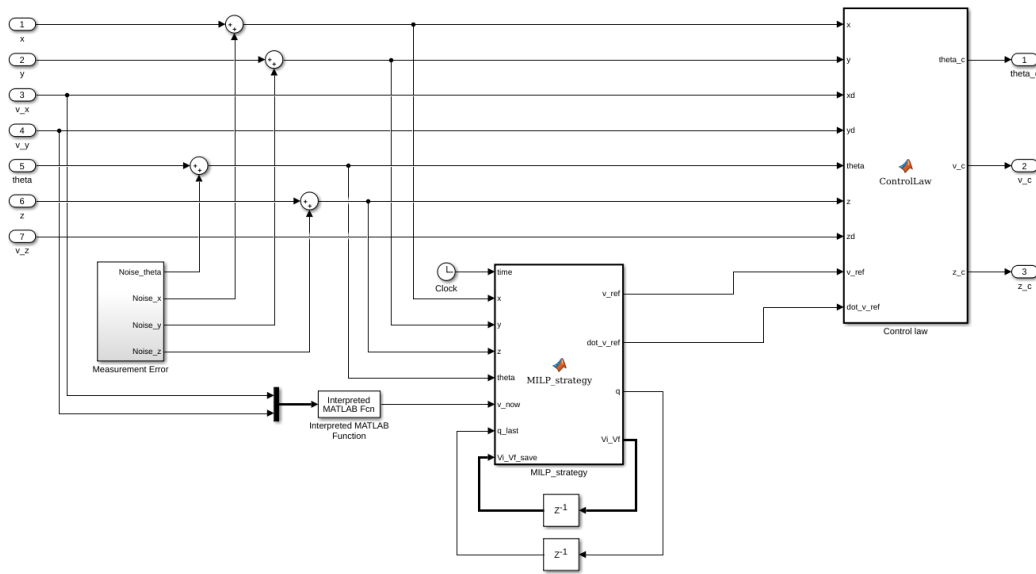 1
x
2
y
3
v_x
4
v_y
5
theta
6
z
7
v_z
+
+
+
+
+
+
+
+
Noise_theta
Noise_x
Noise_y
Noise_z
Measurement Error
Interpreted
MATLAB Fcn
Interpreted MATLAB
Function
Clock
time
x
y
z
theta
v_now
q_last
Vi_Vf_save
MILP_strategy
v_ref
dot_v_ref
q
Vi_Vf
MILP_strategy
Z-1
Z-1
x
y
xd
yd
theta
z
zd
v_ref
dot_v_ref
ControlLaw
theta_c
v_c
z_c
Control law
1
theta_c
2
v_c
3
z_c